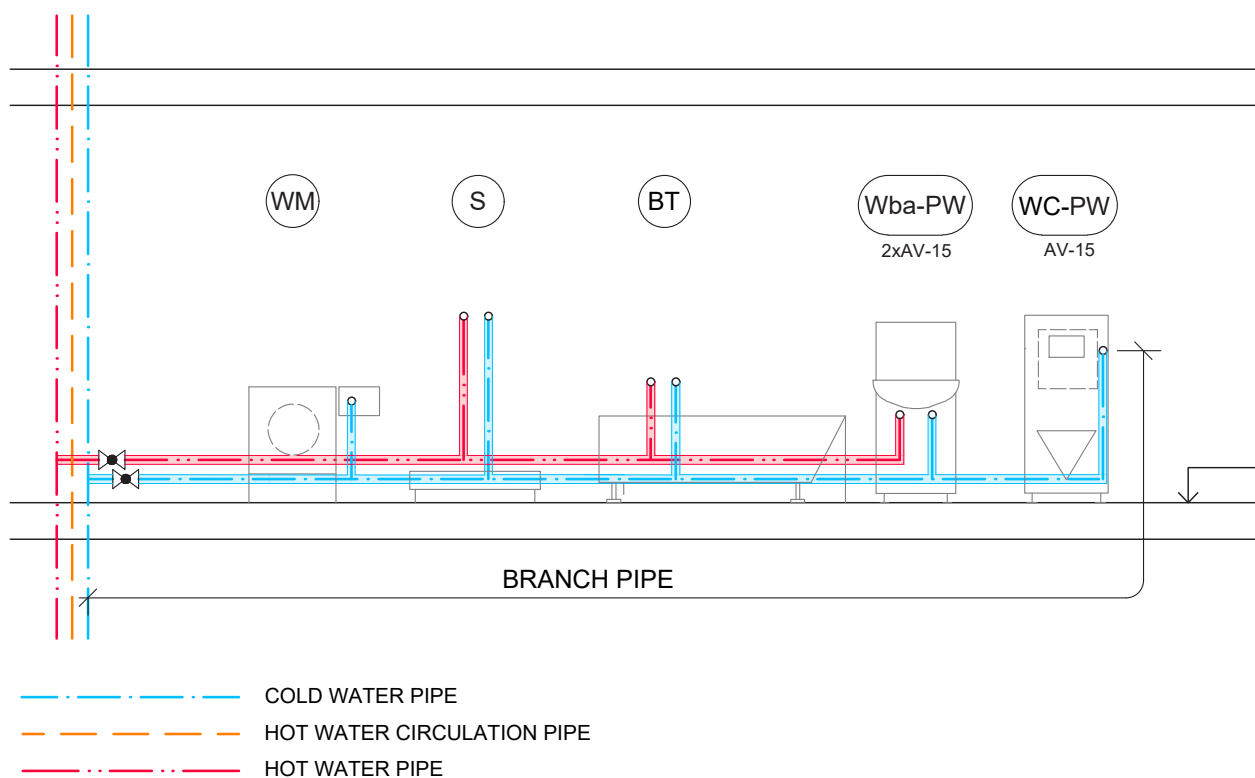 WM
S
BT
Wba-PW
WC-PW
2xAV-15
AV-15
BRANCH PIPE
COLD WATER PIPE
HOT WATER CIRCULATION PIPE
HOT WATER PIPE